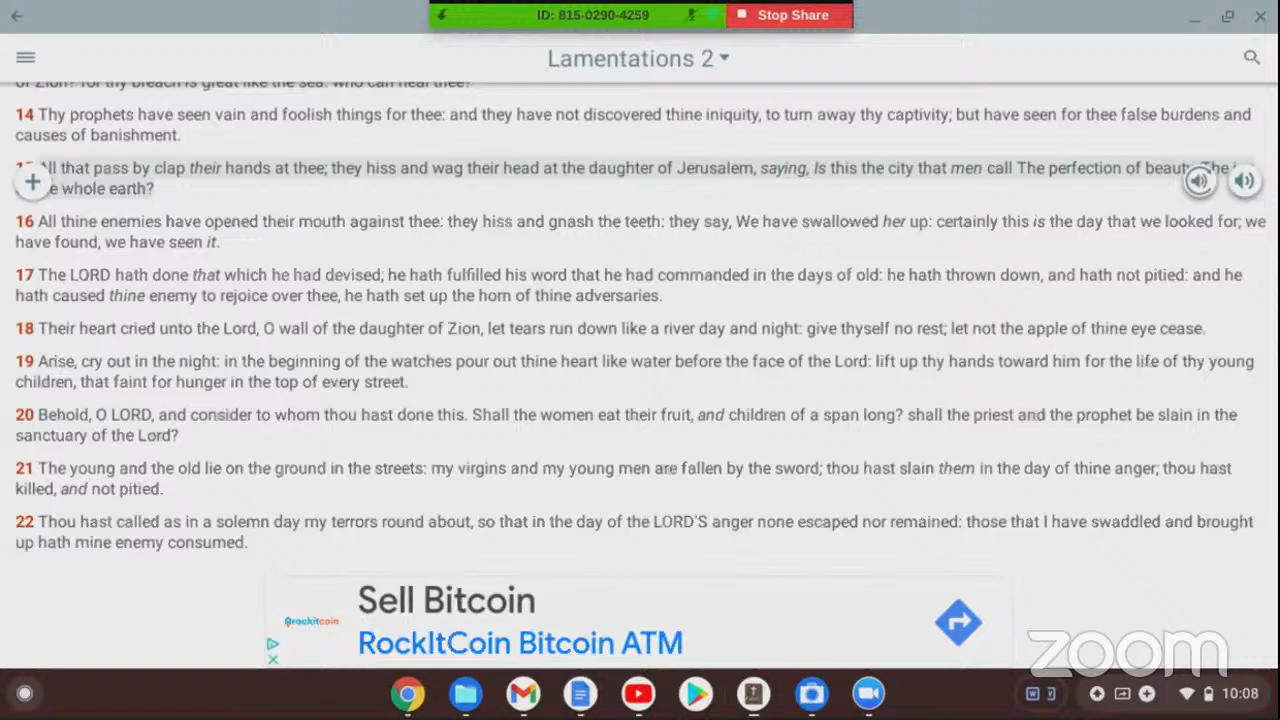 ID: 815-0290-4259
Stop Share
Lamentations 2
of Zion? for thy breach is great like the sea: who can heal thee?
14 Thy prophets have seen vain and foolish things for thee: and they have not discovered thine iniquity, to turn away thy captivity; but have seen for thee false burdens and
causes of banishment.
All that pass by clap their hands at thee; they hiss and wag their head at the daughter of Jerusalem, saying, Is this the city that men call The perfection of beauty, The
whole earth?
16 All thine enemies have opened their mouth against thee: they hiss and gnash the teeth: they say, We have swallowed her up: certainly this is the day that we looked for; we
have found, we have seen it.
17 The LORD hath done that which he had devised; he hath fulfilled his word that he had commanded in the days of old: he hath thrown down, and hath not pitied: and he
hath caused thine enemy to rejoice over thee, he hath set up the horn of thine adversaries.
18 Their heart cried unto the Lord, O wall of the daughter of Zion, let tears run down like a river day and night: give thyself no rest; let not the apple of thine eye cease.
19 Arise, cry out in the night: in the beginning of the watches pour out thine heart like water before the face of the Lord: lift up thy hands toward him for the life of thy young
children, that faint for hunger in the top of every street.
20 Behold, O LORD, and consider to whom thou hast done this. Shall the women eat their fruit, and children of a span long? shall the priest and the prophet be slain in the
sanctuary of the Lord?
21 The young and the old lie on the ground in the streets: my virgins and my young men are fallen by the sword; thou hast slain them in the day of thine anger; thou hast
killed, and not pitied.
22 Thou hast called as in a solemn day my terrors round about, so that in the day of the LORD'S anger none escaped nor remained: those that I have swaddled and brought
up hath mine enemy consumed.
Sell Bitcoin
rockitcoin
RockItCoin Bitcoin ATM
zoom
10:08